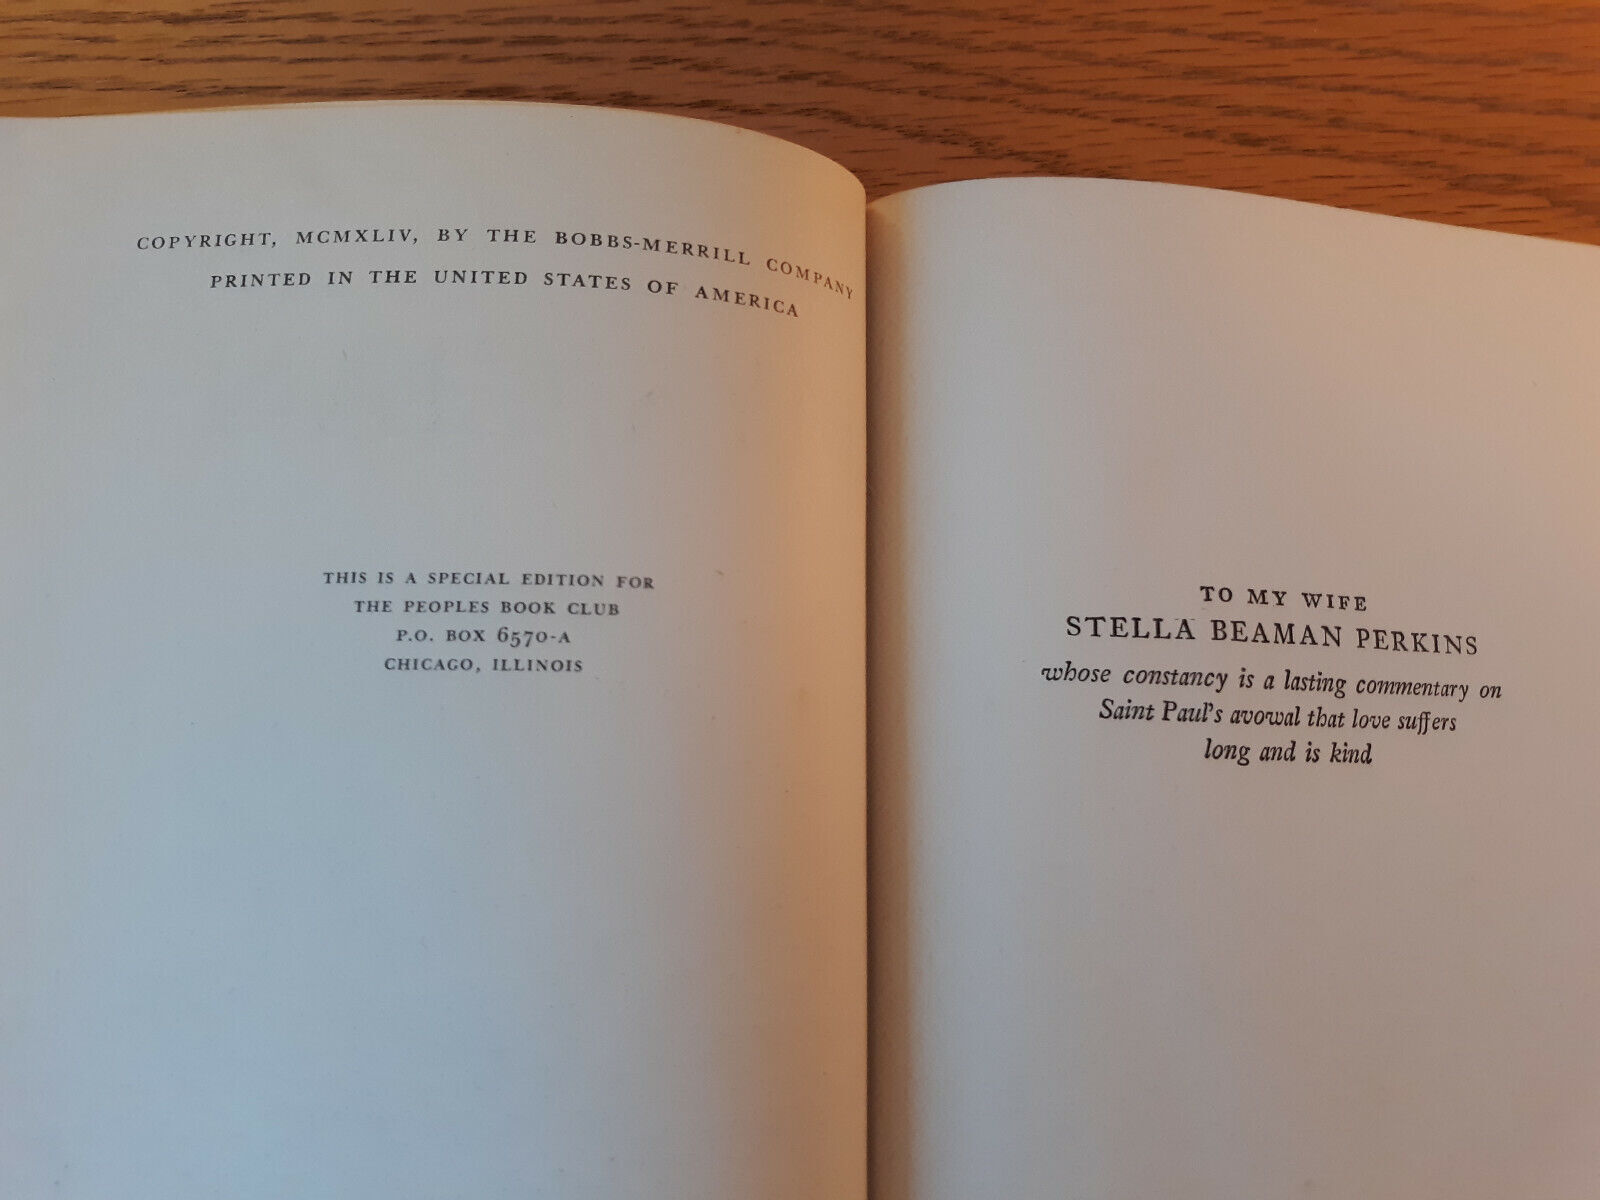 COPYRIGHT, MCMXLIV, BY THE BOBBS-MERRILL COMPANY
PRINTED IN THE UNITED STATES OF AMERICA
THIS IS A SPECIAL EDITION FOR
THE PEOPLES BOOK CLUB
P.O. BOX 6570-A
CHICAGO, ILLINOIS
TO MY WIFE
STELLA BEAMAN PERKINS
whose constancy is a lasting commentary on
Saint Paul's avowal that love suffers
long and is kind